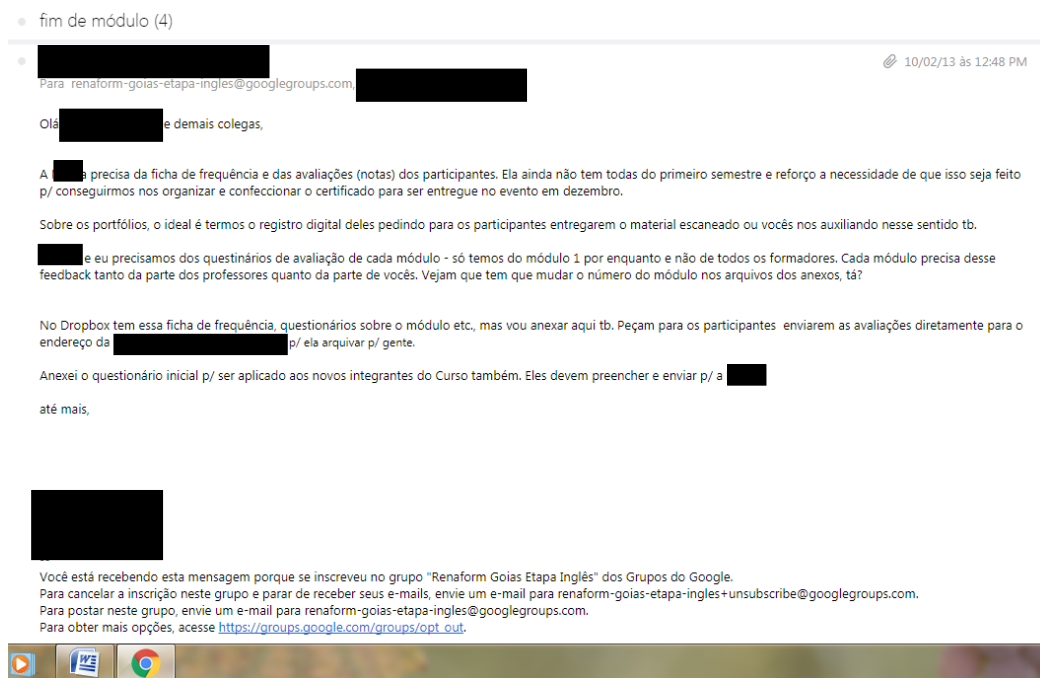 fim de módulo (4)
10/02/13 às 12:48 PM
Para renaform-goias-etapa-ingles@googlegroups.com,
Olá e demais colegas,
A precisa da ficha de frequência e das avaliações (notas) dos participantes. Ela ainda não tem todas do primeiro semestre e reforço a necessidade de que isso seja feito
p/ conseguirmos nos organizar e confeccionar o certificado para ser entregue no evento em dezembro.
Sobre os portfólios, o ideal é termos o registro digital deles pedindo para os participantes entregarem o material escaneado ou vocês nos auxiliando nesse sentido tb.
e eu precisamos dos questinários de avaliação de cada módulo - só temos do módulo 1 por enquanto e não de todos os formadores. Cada módulo precisa desse
feedback tanto da parte dos professores quanto da parte de vocês. Vejam que tem que mudar o número do módulo nos arquivos dos anexos, tá?
No Dropbox tem essa ficha de frequência, questionários sobre o módulo etc., mas vou anexar aqui tb. Peçam para os participantes enviarem as avaliações diretamente para o
endereço da p/ ela arquivar p/ gente.
Anexei o questionário inicial p/ ser aplicado aos novos integrantes do Curso também. Eles devem preencher e enviar p/ a
até mais,
Você está recebendo esta mensagem porque se inscreveu no grupo "Renaform Goias Etapa Inglês" dos Grupos do Google.
Para cancelar a inscrição neste grupo e parar de receber seus e-mails, envie um e-mail para renaform-goias-etapa-ingles+unsubscribe@googlegroups.com.
Para postar neste grupo, envie um e-mail para renaform-goias-etapa-ingles@googlegroups.com.
Para obter mais opções, acesse https://groups.google.com/groups/opt_out.